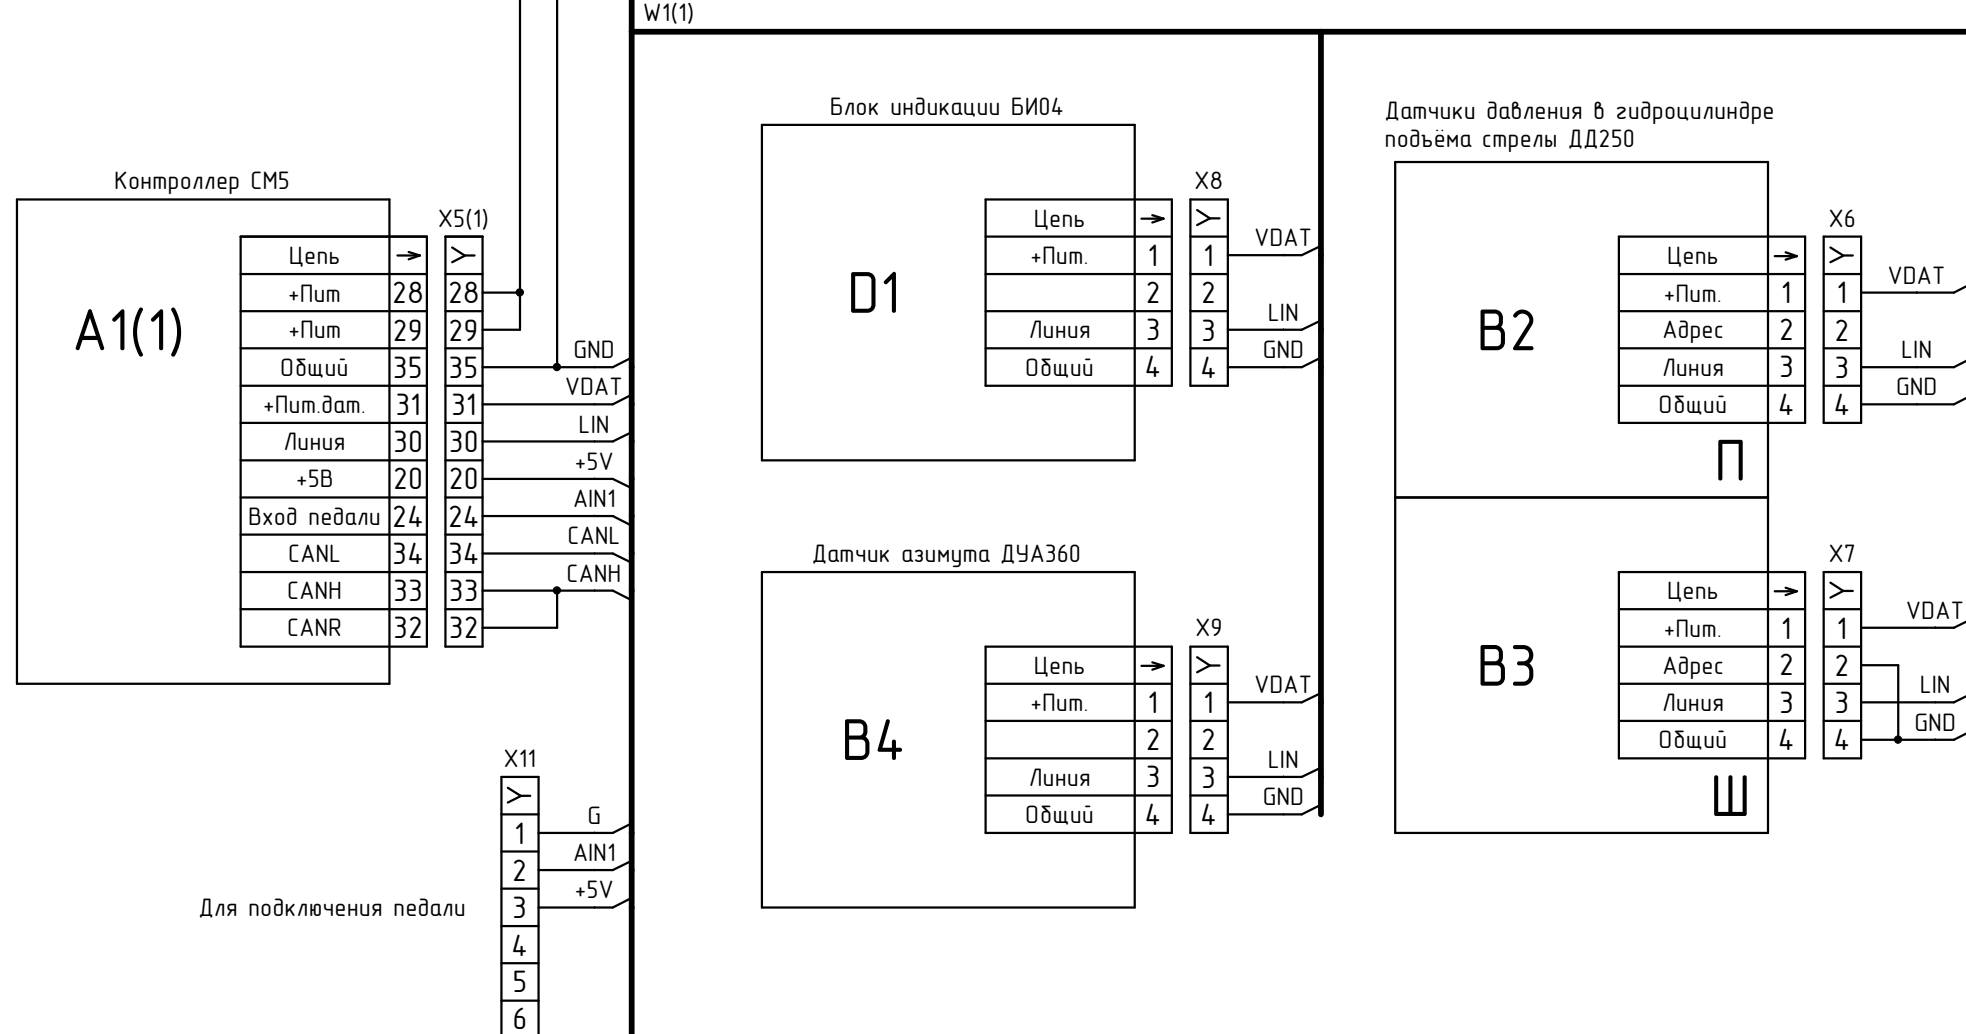 W1(1)
Контроллер СМ5
A1(1)
X5(1)
Цепь
+Пит 28 28
+Пит 29 29
Общий 35 35 GND
+Пит.дат. 31 31 VDAT
Линия 30 30 LIN
+5В 20 20 +5V
Вход педали 24 24 AIN1
CANL 34 34 CANL
CANH 33 33 CANH
CANR 32 32
X11
1 G
2 AIN1
3 +5V
4
5
6
Для подключения педали
Блок индикации БИ04
D1
X8
Цепь
+Пит. 1 1 VDAT
2 2
Линия 3 3 LIN
Общий 4 4 GND
Датчик азимута ДУА360
B4
X9
Цепь
+Пит. 1 1 VDAT
2 2
Линия 3 3 LIN
Общий 4 4 GND
Датчики давления в гидроцилиндре
подъёма стрелы ДД250
B2
X6
Цепь
+Пит. 1 1 VDAT
Адрес 2 2
Линия 3 3 LIN
Общий 4 4 GND
П
B3
X7
Цепь
+Пит. 1 1 VDAT
Адрес 2 2
Линия 3 3 LIN
Общий 4 4 GND
Ш